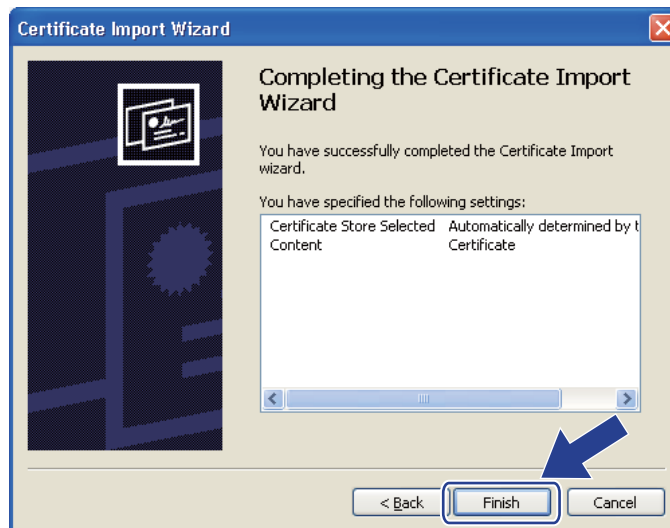 Certificate Import Wizard
Completing the Certificate Import
Wizard
You have successfully completed the Certificate Import
wizard.
You have specified the following settings:
Certificate Store Selected Automatically determined by t
Content Certificate
< Back Finish Cancel